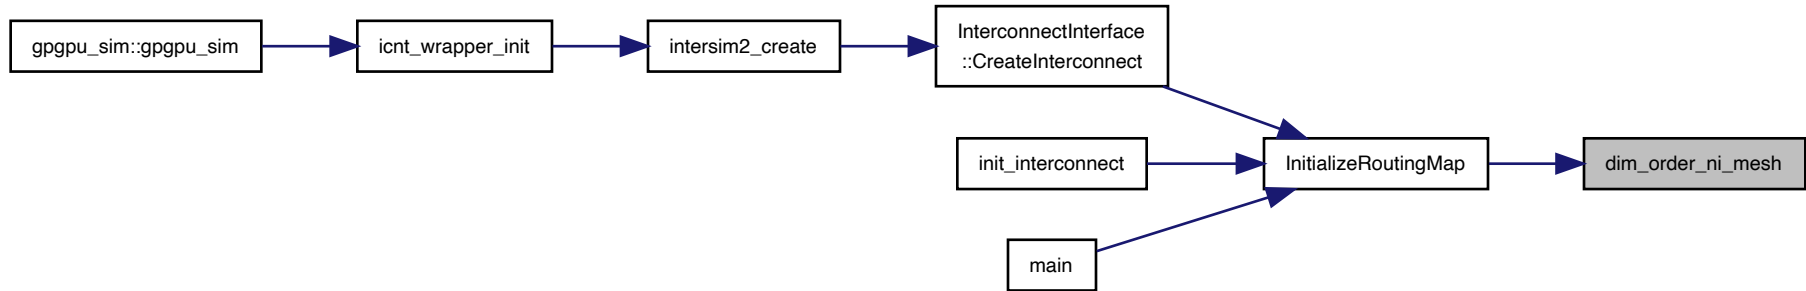 gpgpu_sim::gpgpu_sim
icnt_wrapper_init
intersim2_create
InterconnectInterface
::CreateInterconnect
init_interconnect
main
InitializeRoutingMap
dim_order_ni_mesh